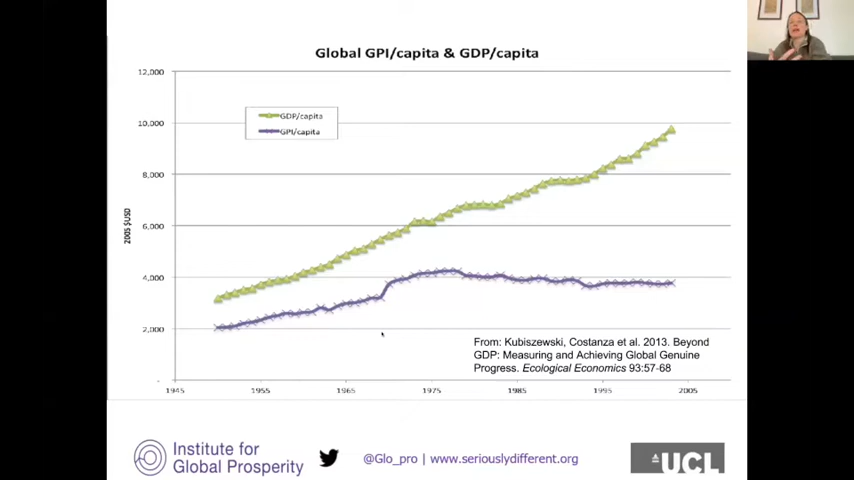 Global GPI/capita & GDP/capita
12,000
10,000
8,000
6,000
4,000
2,000
-
2005 $USD
GDP/capita
GPI/capita
1945
1955
1965
1975
1985
1995
2005
From: Kubiszewski, Costanza et al. 2013. Beyond
GDP: Measuring and Achieving Global Genuine
Progress. Ecological Economics 93:57-68
Institute for
Global Prosperity
@Glo_pro | www.seriouslydifferent.org
UCL